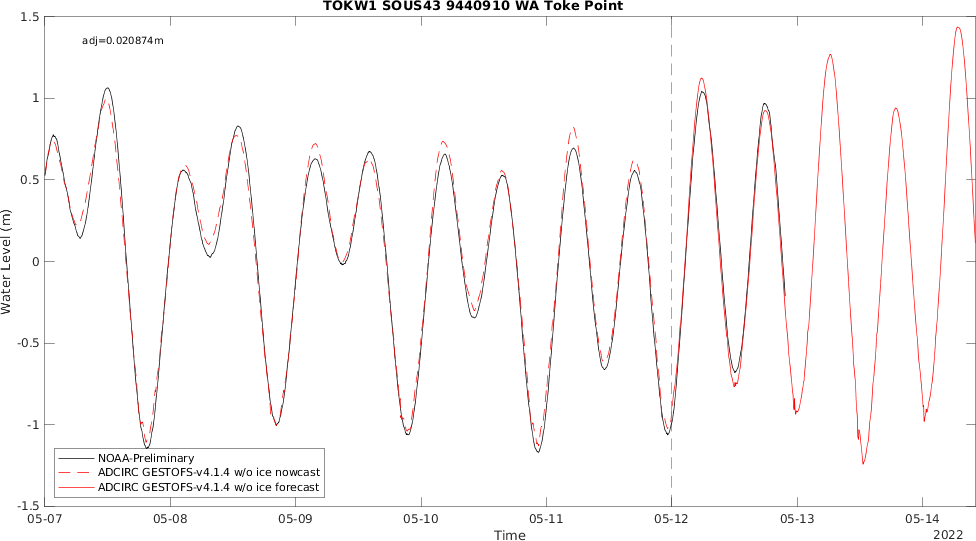 TOKW1 SOUS43 9440910 WA Toke Point
adj=0.020874m
1.5
1
0.5
0
-0.5
-1
-1.5
Water Level (m)
NOAA-Preliminary
ADCIRC GESTOFS-v4.1.4 w/o ice nowcast
ADCIRC GESTOFS-v4.1.4 w/o ice forecast
05-07 05-08 05-09 05-10 05-11 05-12 05-13 05-14
Time
2022